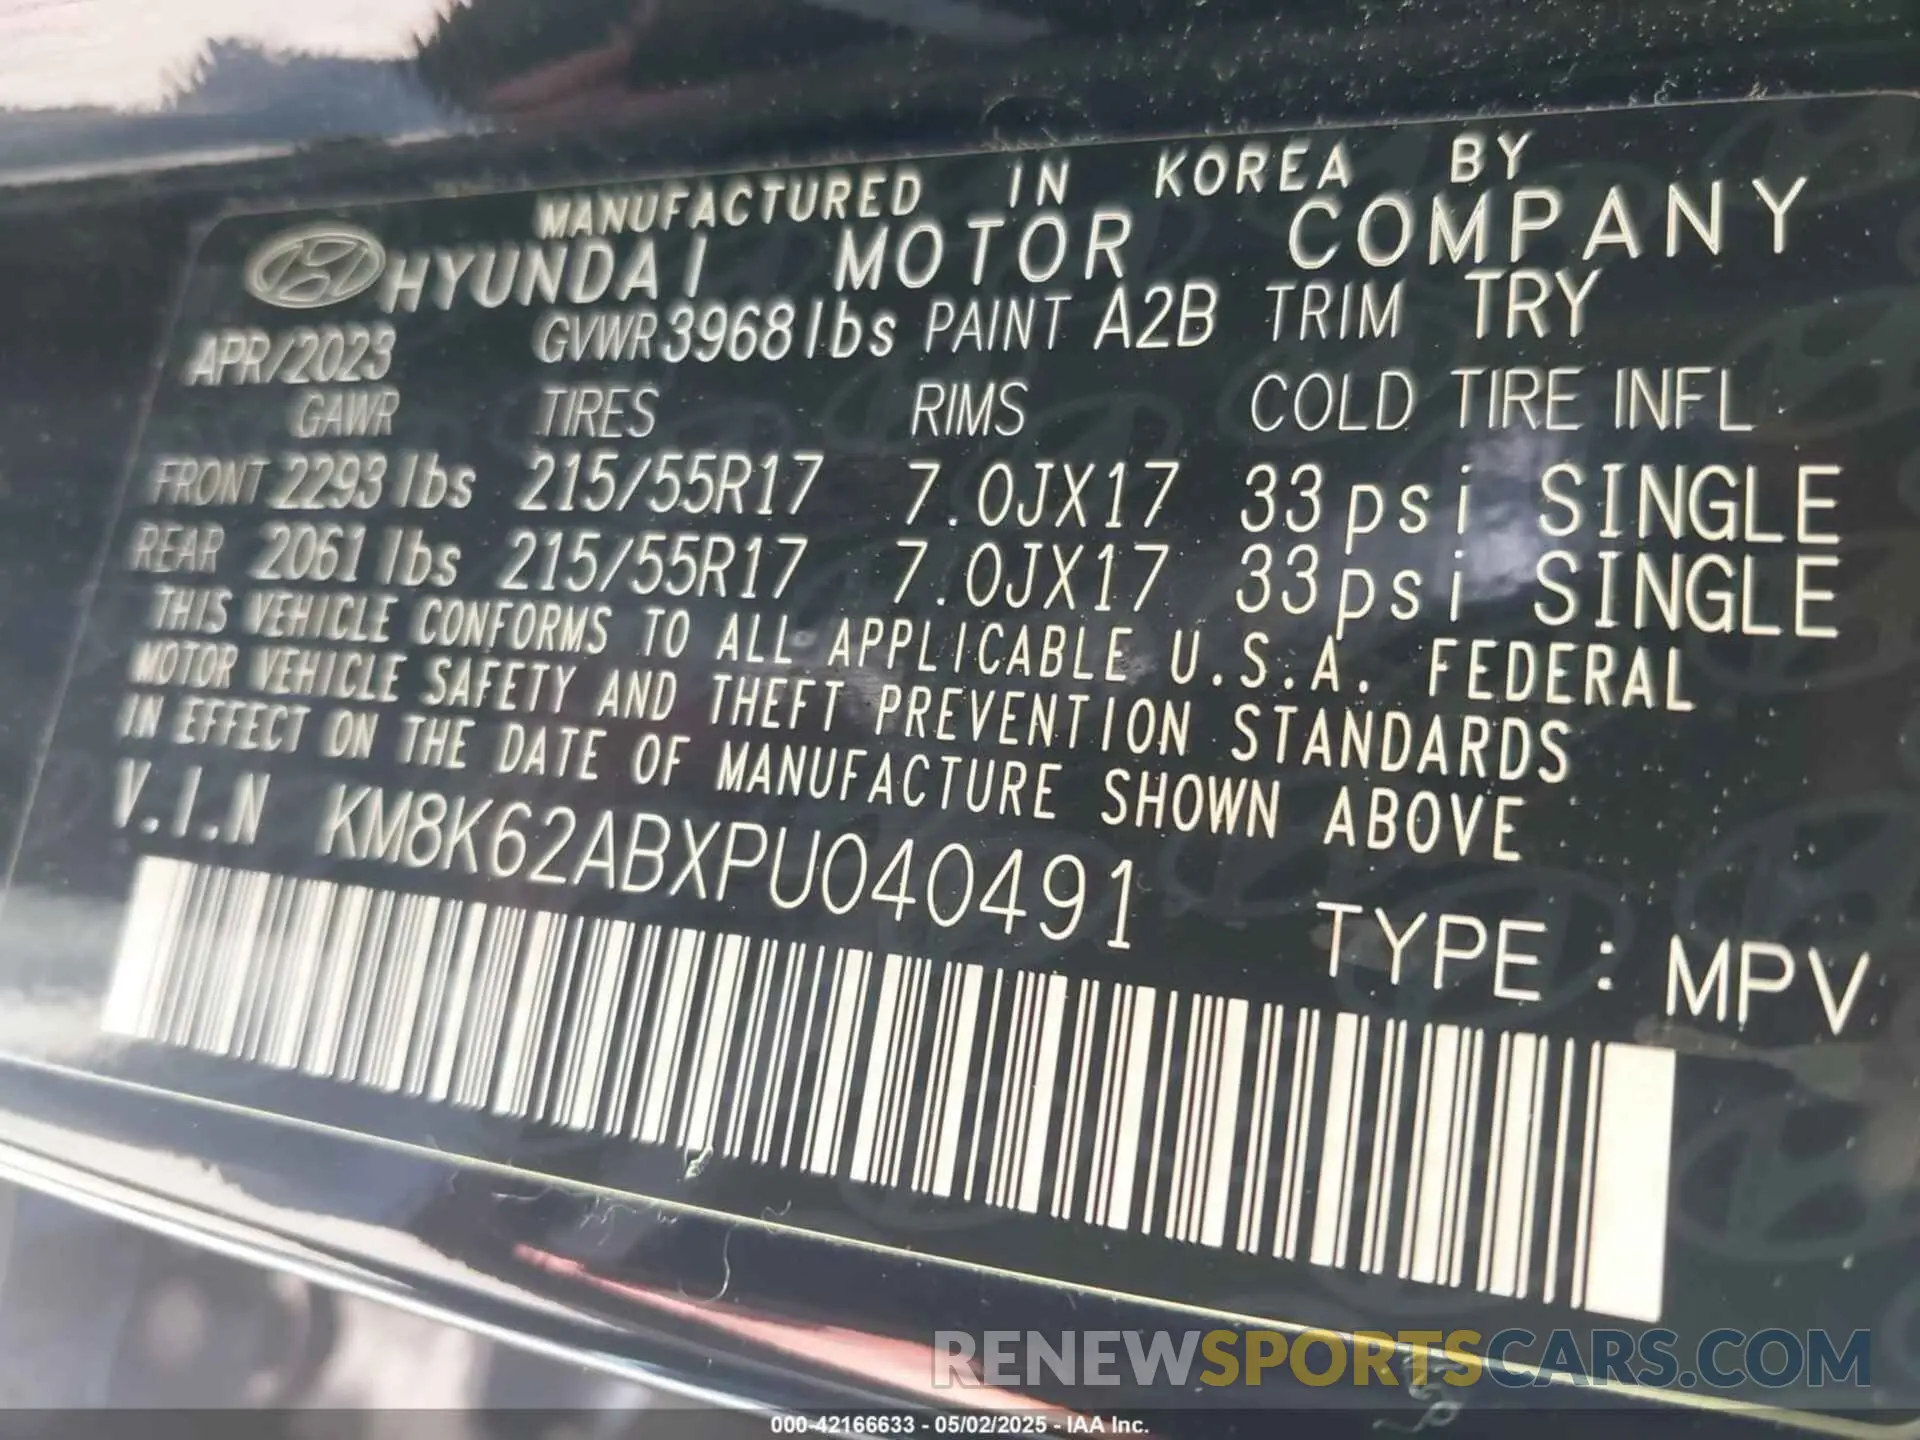 MANUFACTURED IN KOREA BY
HYUNDAI MOTOR COMPANY
APR/2023 GVWR 3968 lbs PAINT A2B TRIM TRY
GAWR TIRES RIMS COLD TIRE INFL
FRONT 2293 lbs 215/55R17 7.0JX17 33psi SINGLE
REAR 2061 lbs 215/55R17 7.0JX17 33psi SINGLE
THIS VEHICLE CONFORMS TO ALL APPLICABLE U.S.A. FEDERAL
MOTOR VEHICLE SAFETY AND THEFT PREVENTION STANDARDS
IN EFFECT ON THE DATE OF MANUFACTURE SHOWN ABOVE
V.I.N KM8K62ABXPU040491
TYPE : MPV
RENEWSPORTSCARS.COM
000-42166633 - 05/02/2025 - IAA Inc.